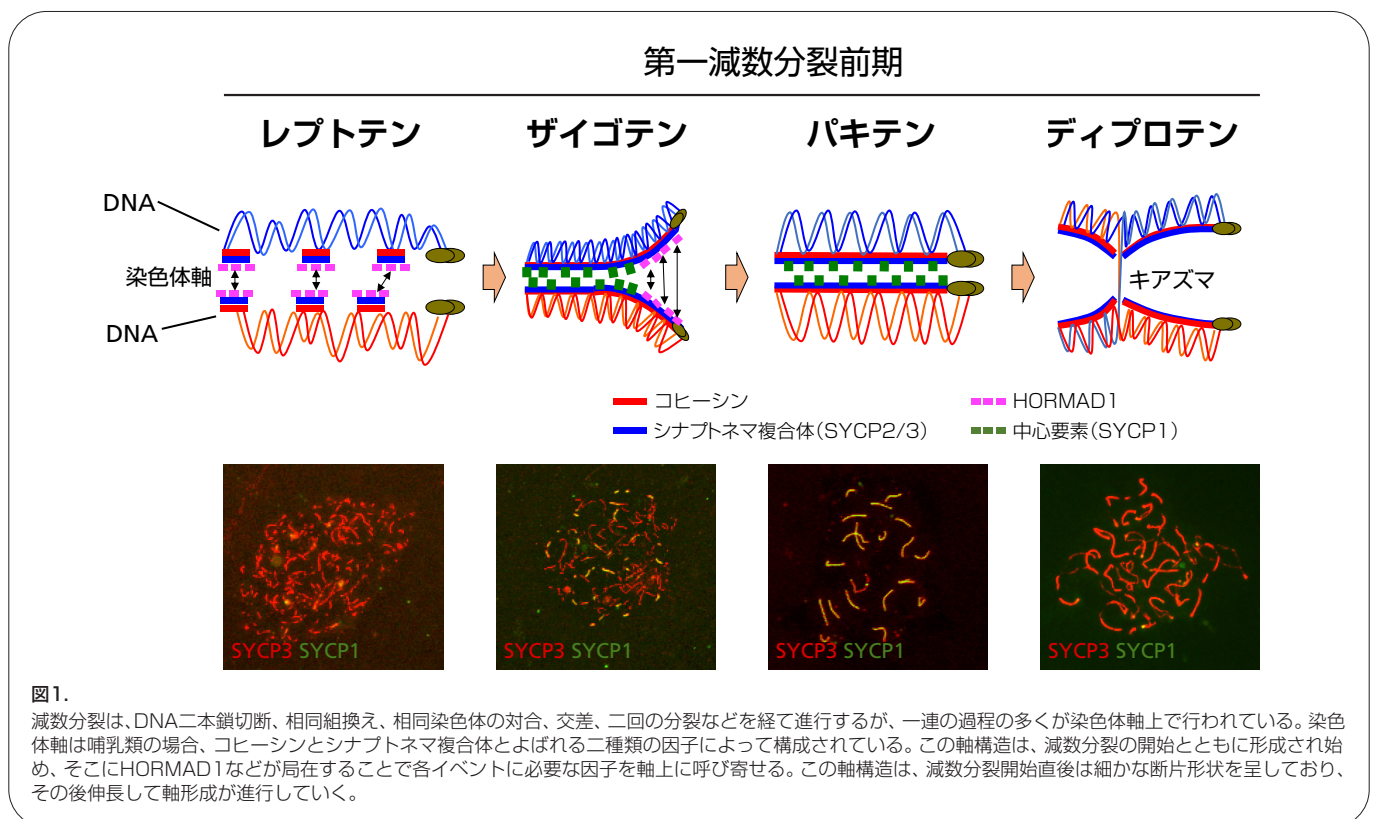 第一減数分裂前期
レプトテン
ザイゴテン
パキテン
ディプロテン
DNA
染色体軸
DNA
キアズマ
コヒーシン
HORMAD1
シナプトネマ複合体(SYCP2/3)
中心要素(SYCP1)
SYCP3 SYCP1
SYCP3 SYCP1
SYCP3 SYCP1
SYCP3 SYCP1
図1.
減数分裂は、DNA二本鎖切断、相同組換え、相同染色体の対合、交差、二回の分裂などを経て進行するが、一連の過程の多くが染色体軸上で行われている。染色
体軸は哺乳類の場合、コヒーシンとシナプトネマ複合体とよばれる二種類の因子によって構成されている。この軸構造は、減数分裂の開始とともに形成され始
め、そこにHORMAD1などが局在することで各イベントに必要な因子を軸上に呼び寄せる。この軸構造は、減数分裂開始直後は細かな断片形状を呈しており、
その後伸長して軸形成が進行していく。